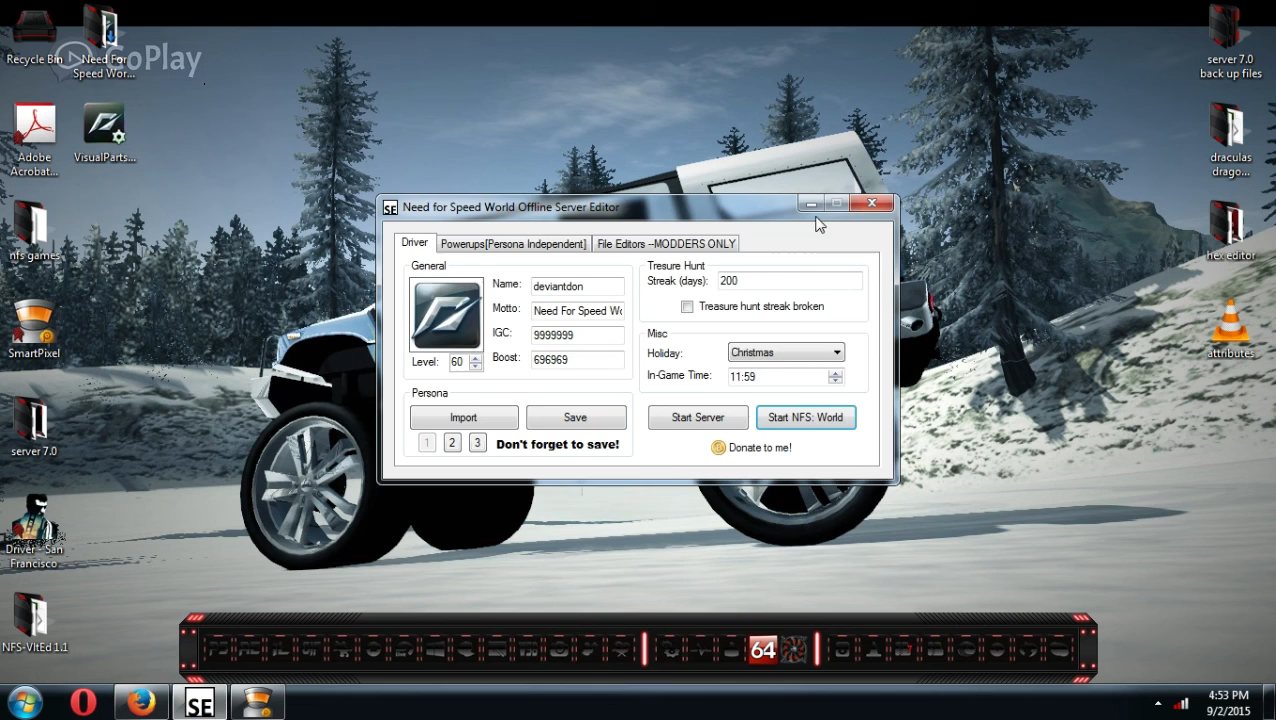 GoPlay
Recycle Bin
Need For
Speed Wor...
Adobe
Acrobat...
VisualParts...
nfs games
SmartPixel
server 7.0
Driver - San
Francisco
NFS-VltEd 1.1
server 7.0
back up files
draculas
drago...
hex editor
attributes
SE
Need for Speed World Offline Server Editor
Driver
Powerups[Persona Independent]
File Editors --MODDERS ONLY
General
Name:
deviantdon
Motto:
Need For Speed Wo
IGC:
9999999
Boost:
696969
Level:
60
Persona
Import
Save
1
2
3
Don't forget to save!
Tresure Hunt
Streak (days):
200
Treasure hunt streak broken
Misc
Holiday:
Christmas
In-Game Time:
11:59
Start Server
Start NFS: World
Donate to me!
64
SE
4:53 PM
9/2/2015